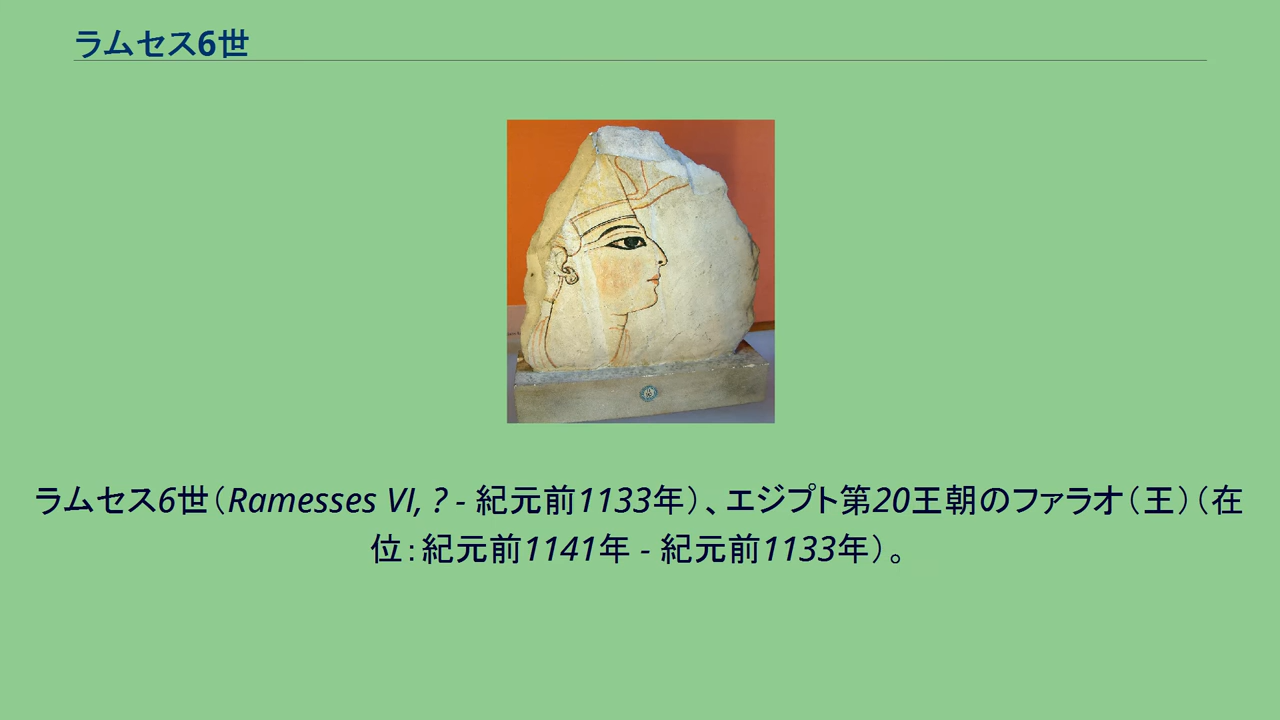 ラムセス6世
ラムセス6世（Ramesses VI, ? - 紀元前1133年）、エジプト第20王朝のファラオ（王）（在
位：紀元前1141年 - 紀元前1133年）。